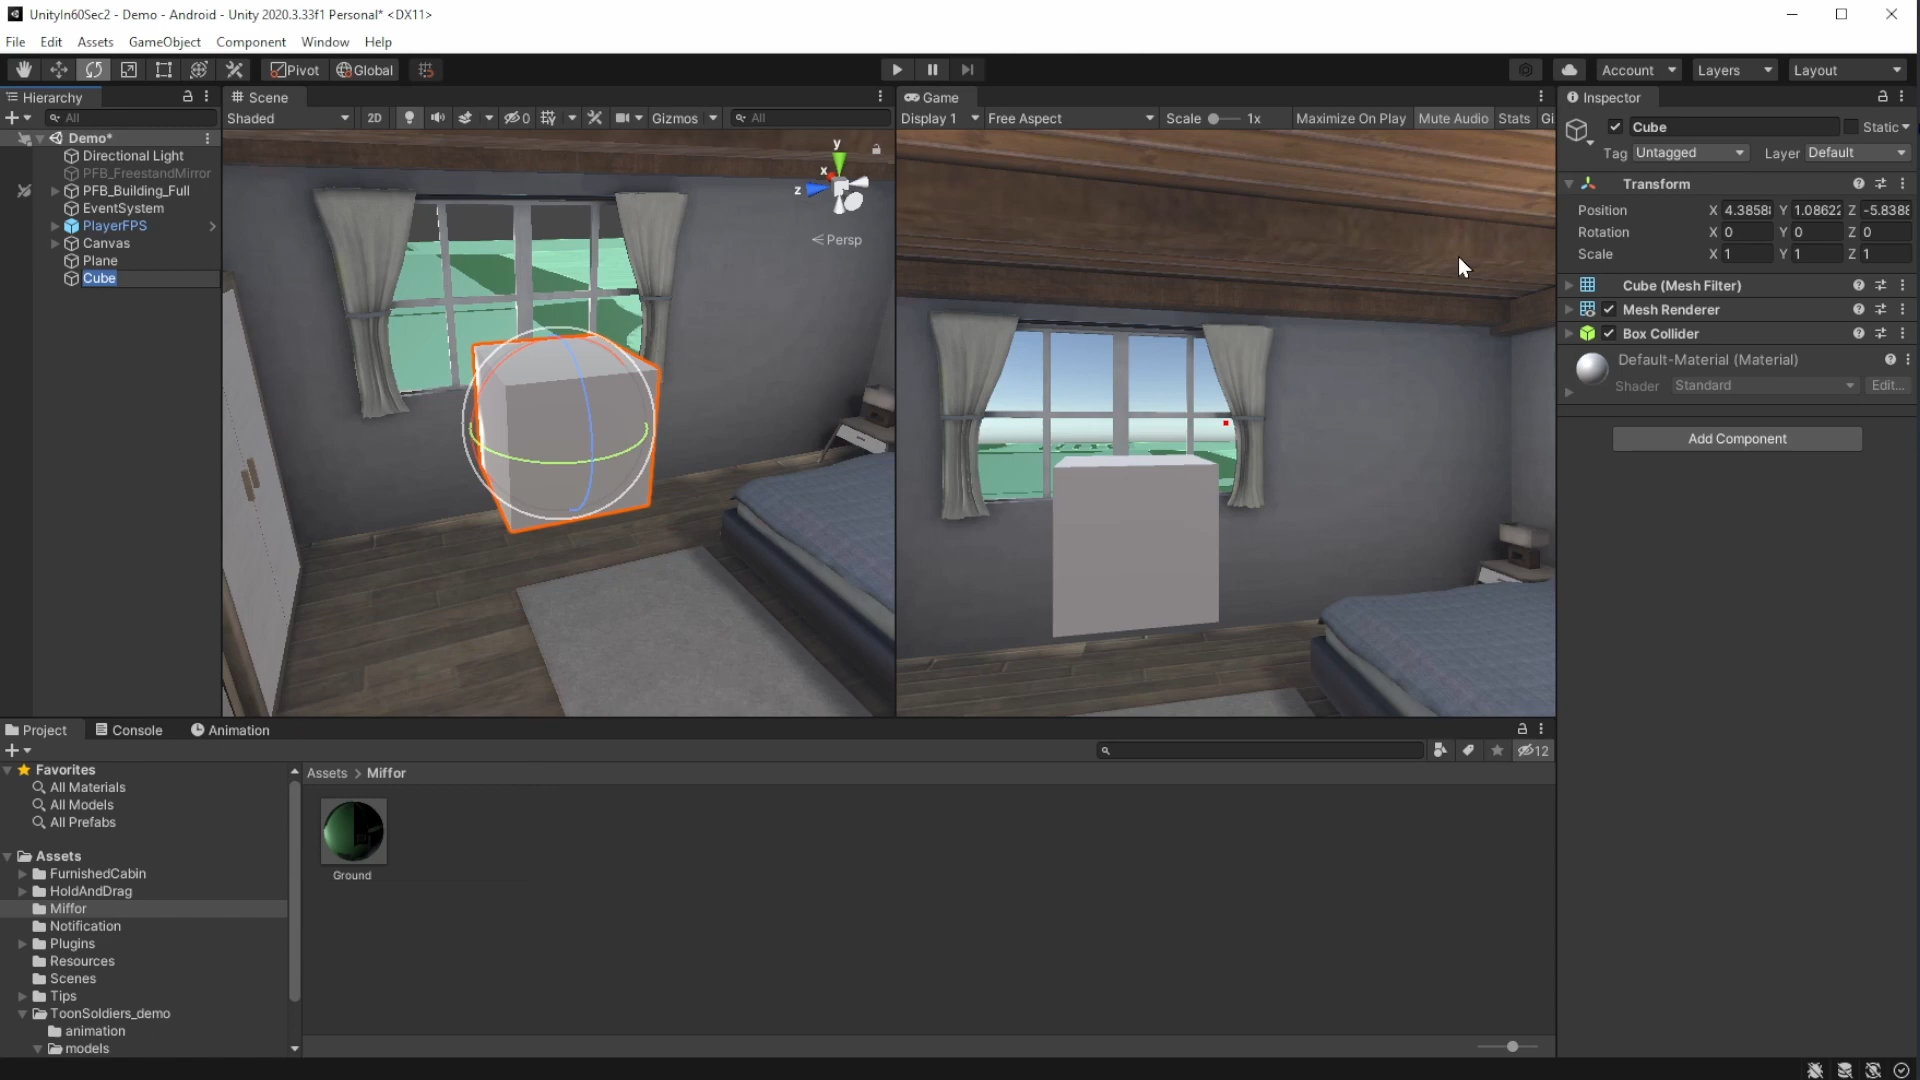 UnityIn60Sec2 - Demo - Android - Unity 2020.3.33f1 Personal* <DX11>
File Edit Assets GameObject Component Window Help
Pivot Global Account Layers Layout
Hierarchy
All
Demo*
Directional Light
PFB_FreestandMirror
PFB_Building_Full
EventSystem
PlayerFPS
Canvas
Plane
Cube
Scene
Shaded 2D 0 Gizmos All
y
x
z
Persp
Game
Display 1 Free Aspect Scale 1x Maximize On Play Mute Audio Stats Gi
Inspector
Cube Static
Tag Untagged Layer Default
Transform
Position X 4.3858 Y 1.0862 Z -5.838
Rotation X 0 Y 0 Z 0
Scale X 1 Y 1 Z 1
Cube (Mesh Filter)
Mesh Renderer
Box Collider
Default-Material (Material)
Shader Standard Edit...
Add Component
Project Console Animation
12
Favorites
All Materials
All Models
All Prefabs
Assets
FurnishedCabin
HoldAndDrag
Miffor
Notification
Plugins
Resources
Scenes
Tips
ToonSoldiers_demo
animation
models
Assets > Miffor
Ground